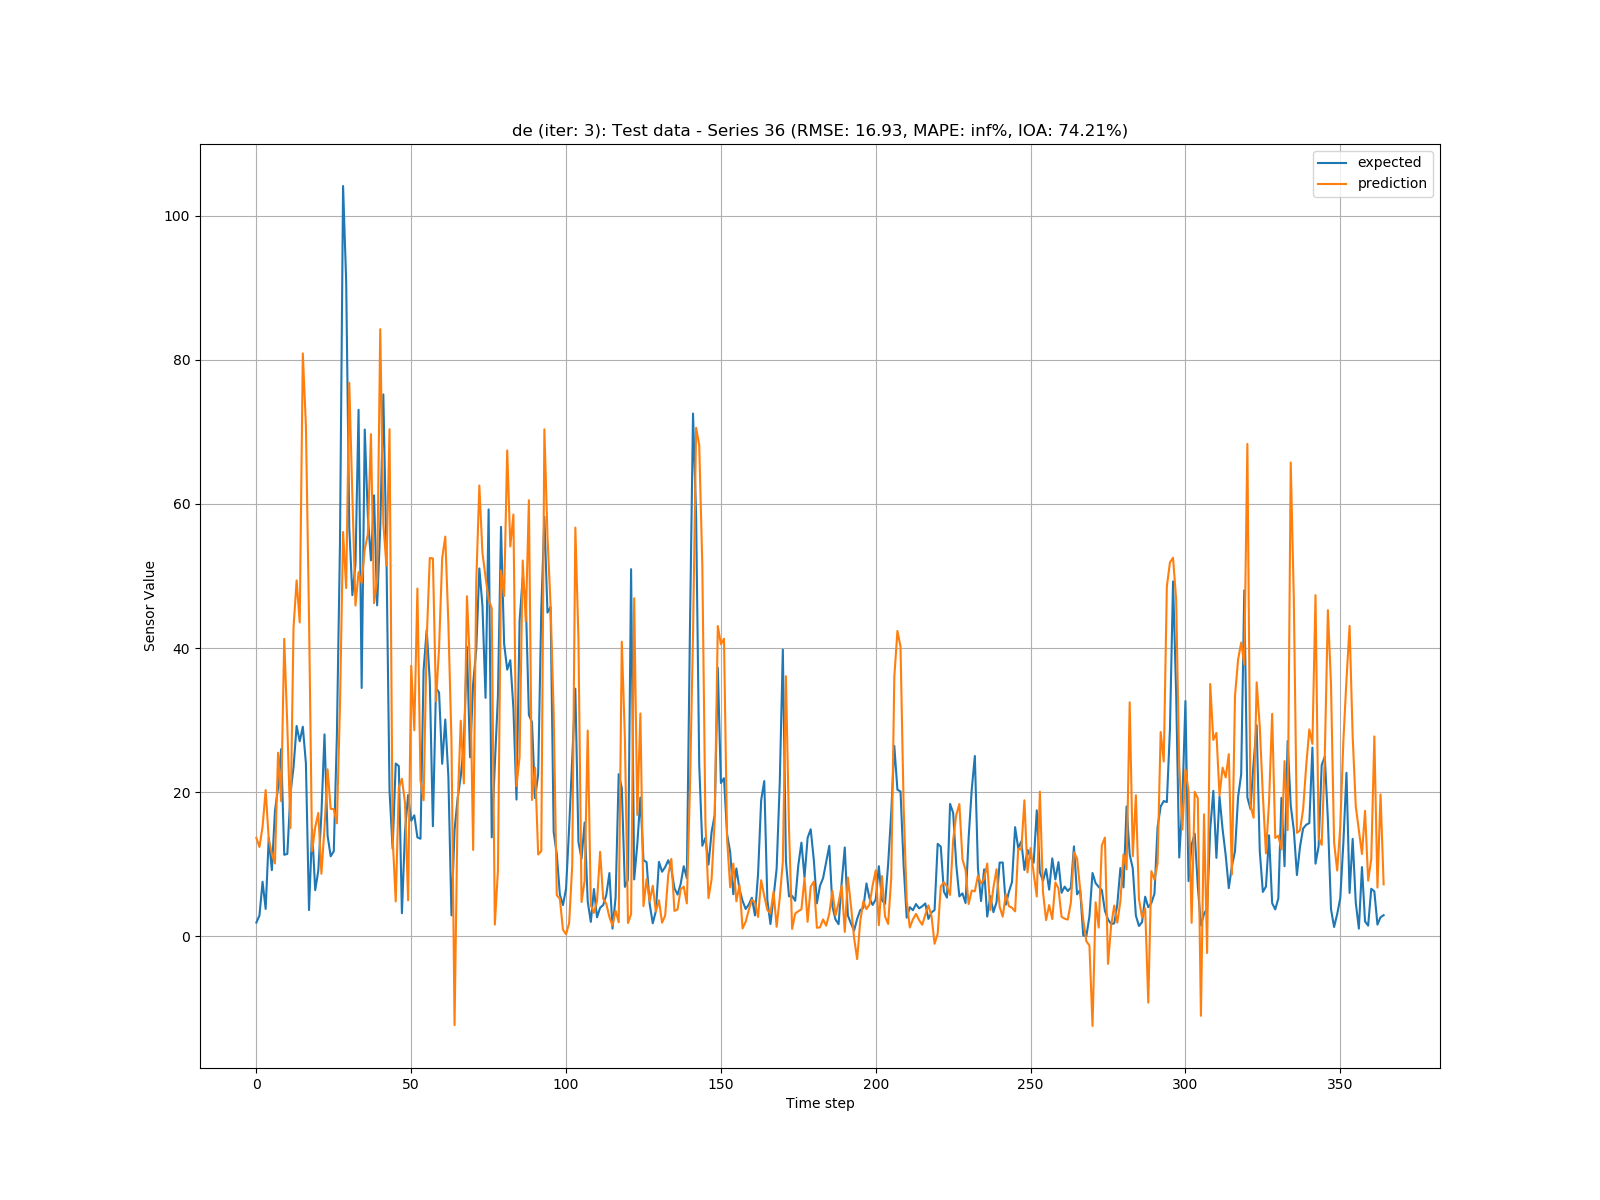 de (iter: 3): Test data - Series 36 (RMSE: 16.93, MAPE: inf%, IOA: 74.21%)
expected
prediction
100
80
60
40
20
0
Sensor Value
0 50 100 150 200 250 300 350
Time step